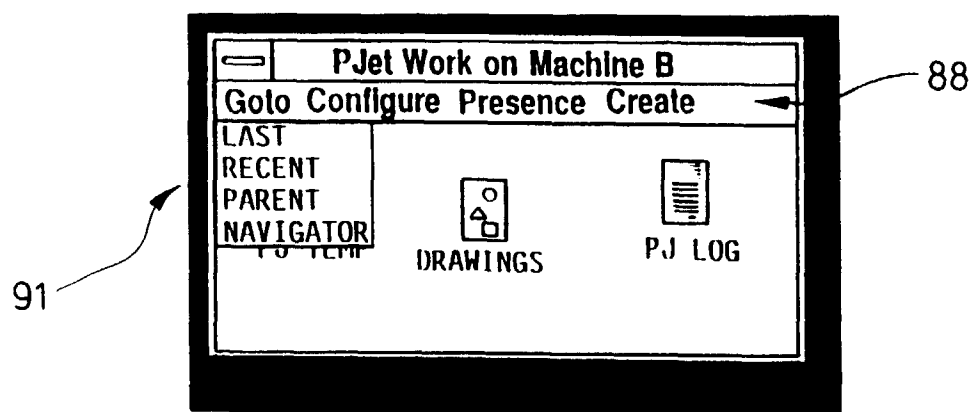 PJet Work on Machine B
Goto Configure Presence Create
88
LAST
RECENT
PARENT
NAVIGATOR
DRAWINGS
PJ LOG
91